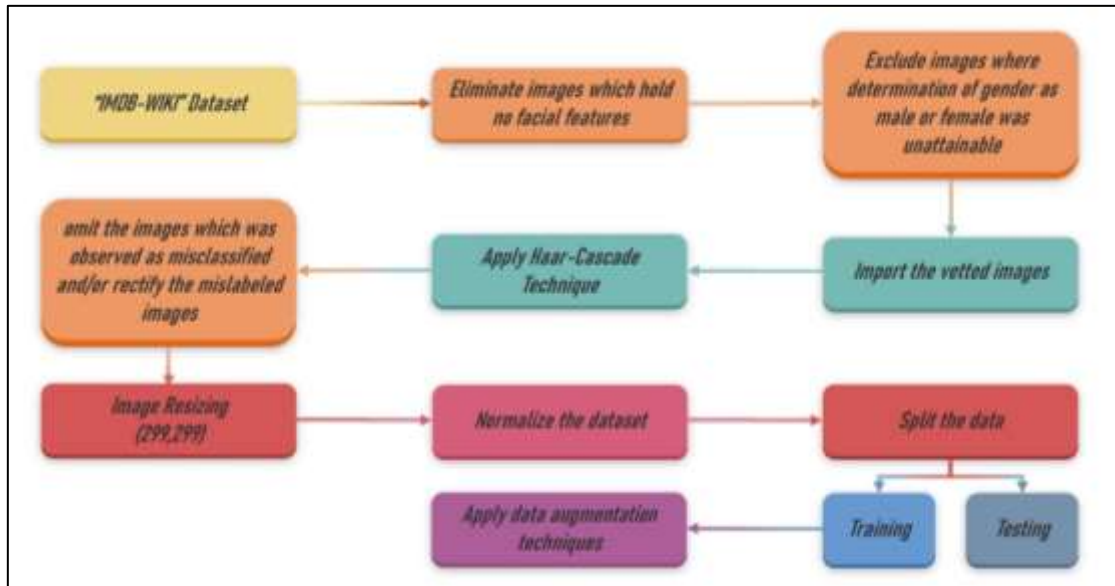 "IMDB-WIKI" Dataset
Eliminate images which hold
no facial features
Exclude images where
determination of gender as
male or female was
unattainable
Import the vetted images
Apply Haar-Cascade
Technique
omit the images which was
observed as misclassified
and/or rectify the mislabeled
images
Image Resizing
(299,299)
Normalize the dataset
Split the data
Training
Testing
Apply data augmentation
techniques